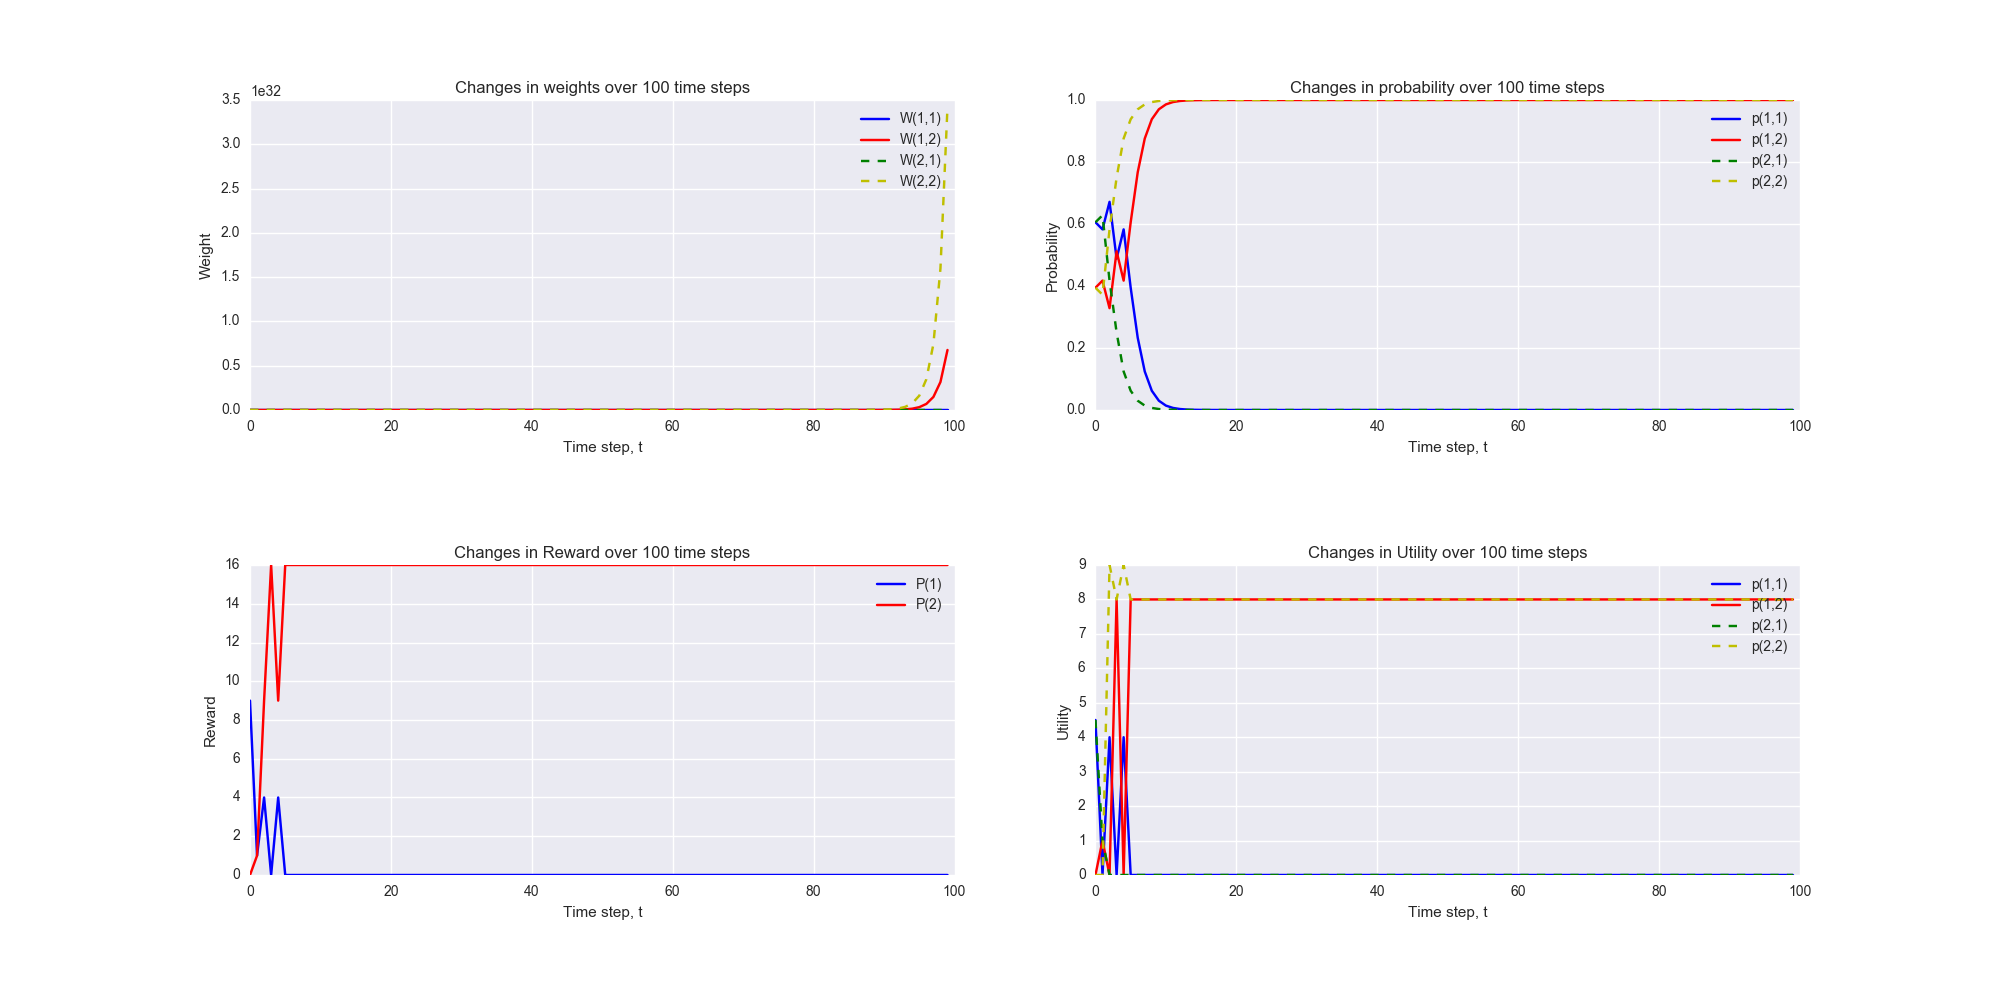 Changes in weights over 100 time steps
1e32
3.5
3.0
2.5
2.0
1.5
1.0
0.5
0.0
Weight
W(1,1)
W(1,2)
W(2,1)
W(2,2)
0 20 40 60 80 100
Time step, t
Changes in probability over 100 time steps
1.0
0.8
0.6
0.4
0.2
0.0
Probability
p(1,1)
p(1,2)
p(2,1)
p(2,2)
0 20 40 60 80 100
Time step, t
Changes in Reward over 100 time steps
16
14
12
10
8
6
4
2
0
Reward
P(1)
P(2)
0 20 40 60 80 100
Time step, t
Changes in Utility over 100 time steps
9
8
7
6
5
4
3
2
1
0
Utility
p(1,1)
p(1,2)
p(2,1)
p(2,2)
0 20 40 60 80 100
Time step, t